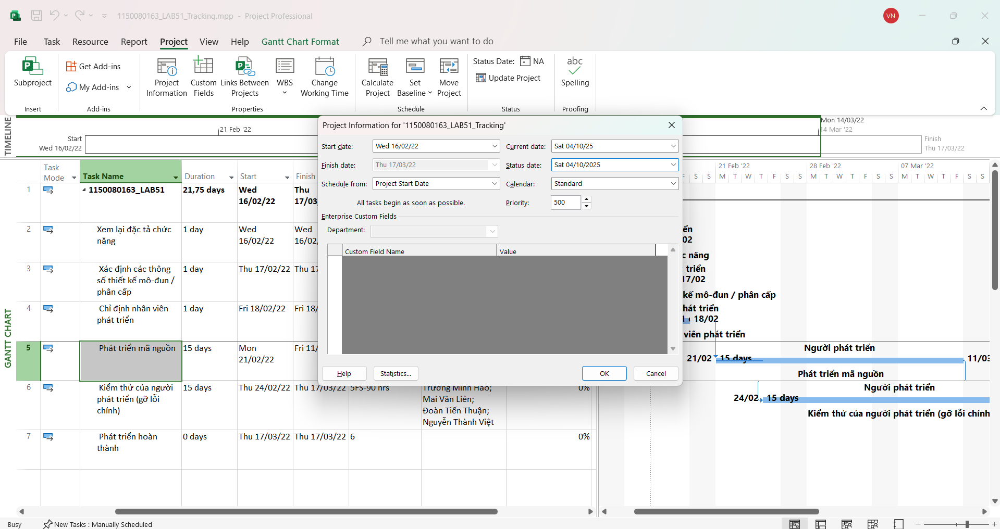 1150080163_LAB51_Tracking.mpp - Project Professional
VN
File Task Resource Report Project View Help Gantt Chart Format Tell me what you want to do
Subproject
Get Add-ins
My Add-ins
Project Information
Custom Fields
Links Between Projects
WBS
Change Working Time
Calculate Project
Set Baseline
Move Project
Status Date: NA
Update Project
abc
Spelling
Insert Add-ins Properties Schedule Status Proofing
TIMELINE
21 Feb '22
Start
Wed 16/02/22
Mon 14/03/22
14 Mar '22
Finish
Thu 17/03/22
Project Information for '1150080163_LAB51_Tracking'
Start date: Wed 16/02/22
Current date: Sat 04/10/25
Finish date: Thu 17/03/22
Status date: Sat 04/10/2025
Schedule from: Project Start Date
Calendar: Standard
All tasks begin as soon as possible.
Priority: 500
Enterprise Custom Fields
Department:
Custom Field Name Value
Help Statistics... OK Cancel
GANTT CHART
Task Mode Task Name Duration Start Finish
1 1150080163_LAB51 21,75 days Wed 16/02/22 Thu 17/03
2 Xem lại đặc tả chức năng 1 day Wed 16/02/22 Wed 16/02/
3 Xác định các thông số thiết kế mô-đun / phân cấp 1 day Thu 17/02/22 Thu 17
4 Chỉ định nhân viên phát triển 1 day Fri 18/02/22 Fri 18/
5 Phát triển mã nguồn 15 days Mon 21/02/22 Fri 11/
6 Kiểm thử của người phát triển (gỡ lỗi chính) 15 days Thu 24/02/22 Thu 17/03/22 5FS-90 hrs Trương Minh Hào; Mai Văn Liên; Đoàn Tiến Thuận; Nguyễn Thành Việt 0%
7 Phát triển hoàn thành 0 days Thu 17/03/22 Thu 17/03/22 6 0%
21 Feb '22 28 Feb '22 07 Mar '22
F S S M T W T F S S M T W T F S S M T W T F S S
ển
02
c năng
triển
17/02
kế mô-đun / phân cấp
hát triển
18/02
viên phát triển
Người phát triển
21/02 15 days 11/03
Phát triển mã nguồn
Người phát triển
24/02 15 days
Kiểm thử của người phát triển (gỡ lỗi chính
Busy New Tasks : Manually Scheduled